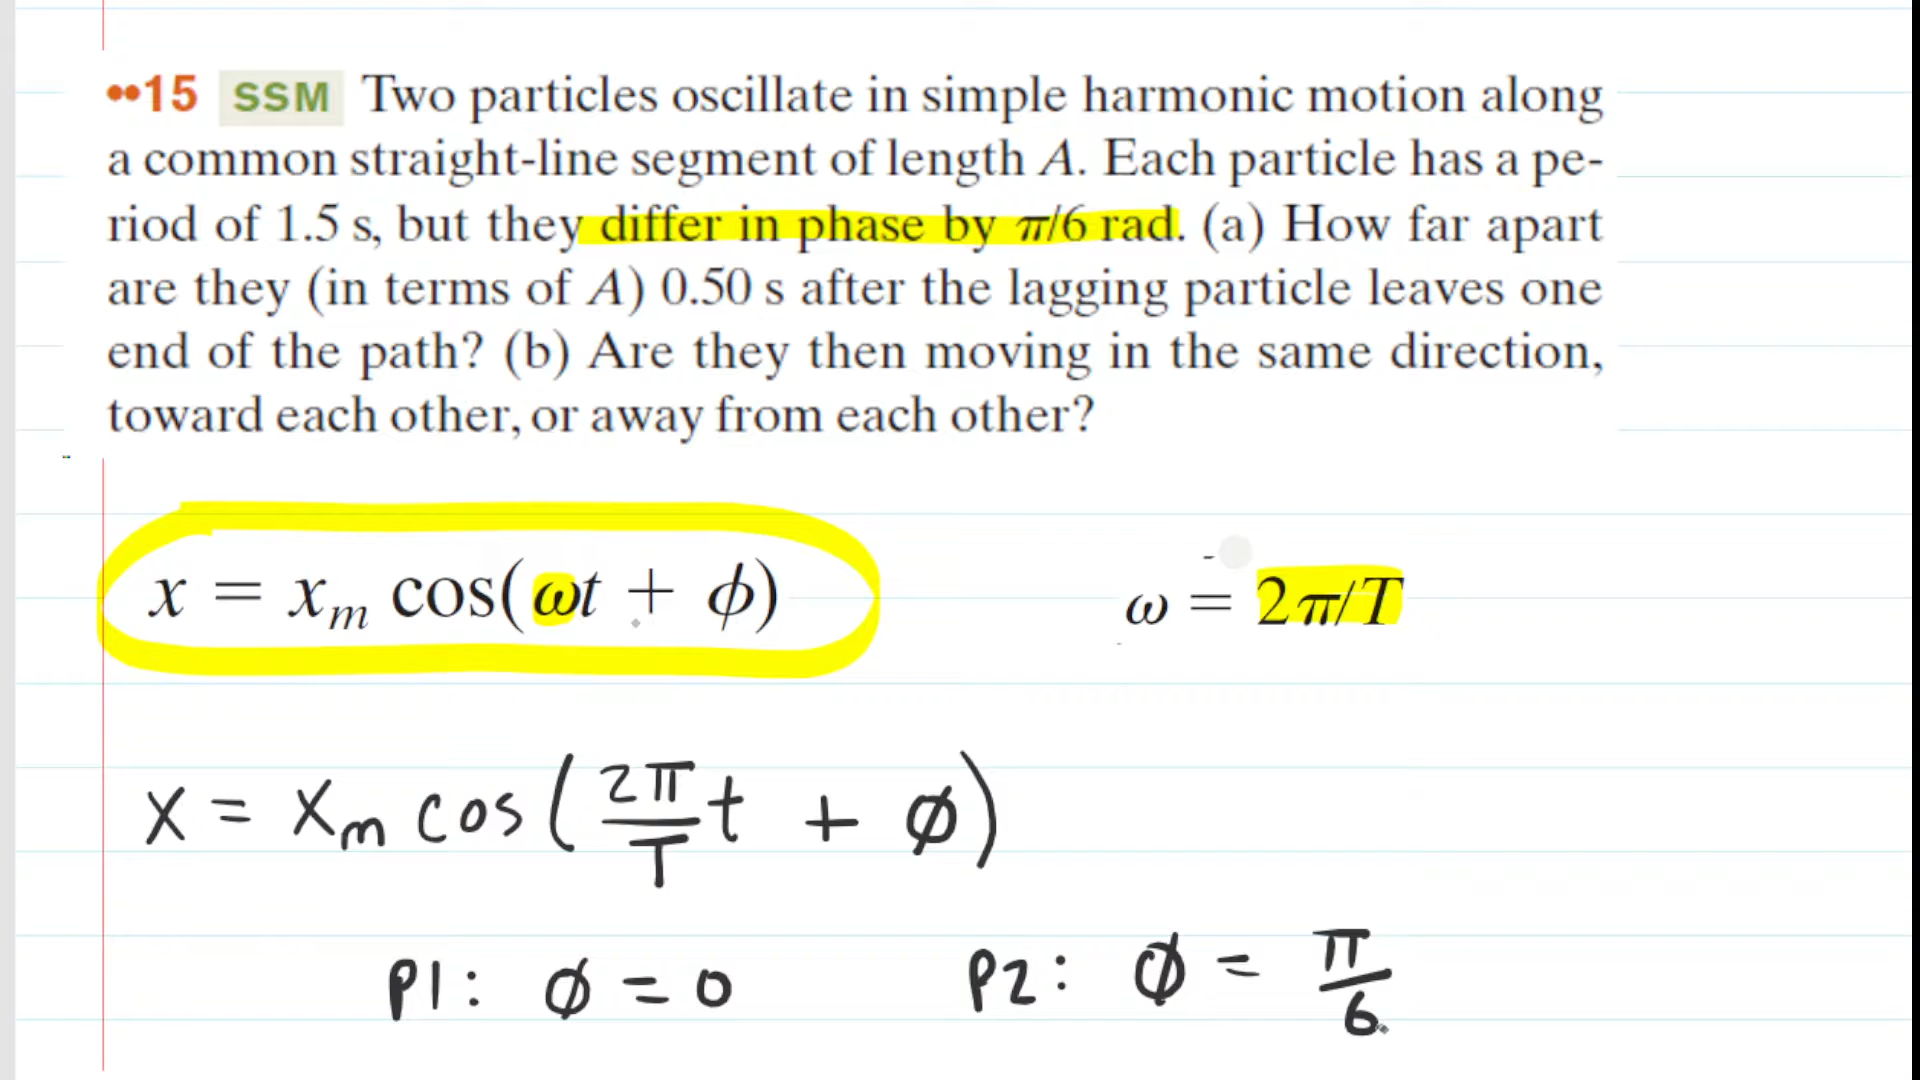 ••15 SSM Two particles oscillate in simple harmonic motion along
a common straight-line segment of length A. Each particle has a pe-
riod of 1.5 s, but they differ in phase by π/6 rad. (a) How far apart
are they (in terms of A) 0.50 s after the lagging particle leaves one
end of the path? (b) Are they then moving in the same direction,
toward each other, or away from each other?
x = xₘ cos(ωt + ϕ) ω = 2π/T
x = xₘ cos(2π/T t + ø)
P1: ø = 0 P2: ø = π/6